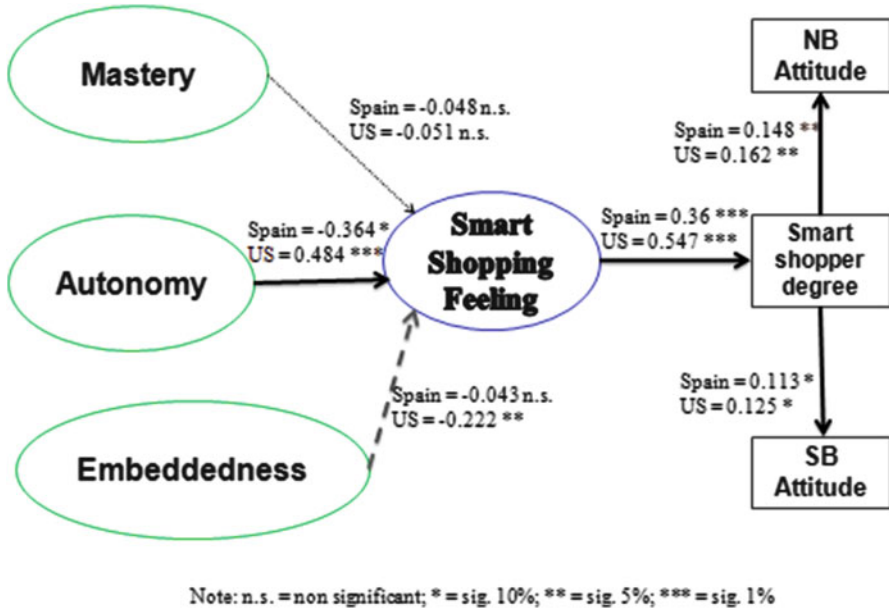 Mastery
Spain = -0.048 n.s.
US = -0.051 n.s.
NB
Attitude
Spain = 0.148 **
US = 0.162 **
Autonomy
Spain = -0.364 *
US = 0.484 ***
Smart
Shopping
Feeling
Spain = 0.36 ***
US = 0.547 ***
Smart
shopper
degree
Embeddedness
Spain = -0.043 n.s.
US = -0.222 **
Spain = 0.113 *
US = 0.125 *
SB
Attitude
Note: n.s. = non significant; * = sig. 10%; ** = sig. 5%; *** = sig. 1%